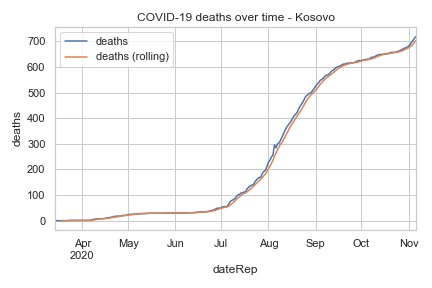 COVID-19 deaths over time - Kosovo
deaths
deaths (rolling)
700
600
500
400
300
200
100
0
deaths
Apr
2020
May
Jun
Jul
Aug
Sep
Oct
Nov
dateRep